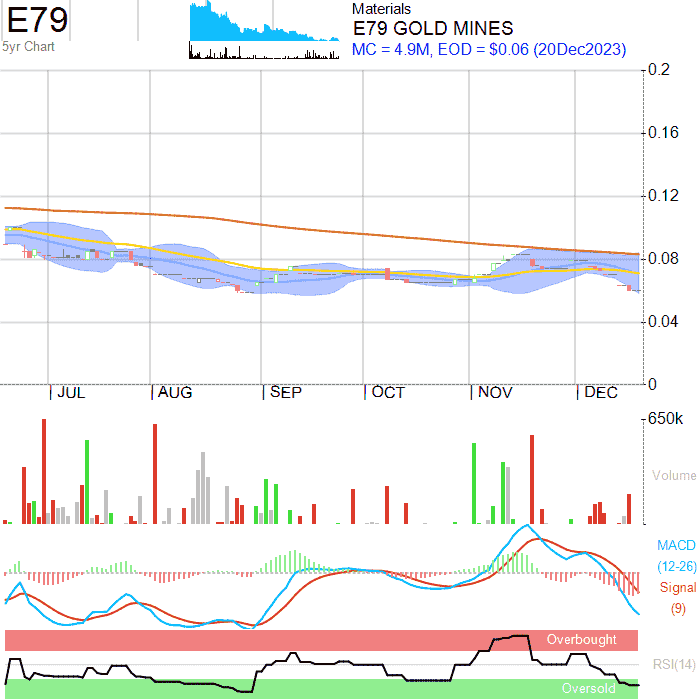 E79
5yr Chart
Materials
E79 GOLD MINES
MC = 4.9M, EOD = $0.06 (20Dec2023)
0.2
0.16
0.12
0.08
0.04
0
JUL
AUG
SEP
OCT
NOV
DEC
650k
Volume
MACD
(12-26)
Signal
(9)
Overbought
RSI(14)
Oversold